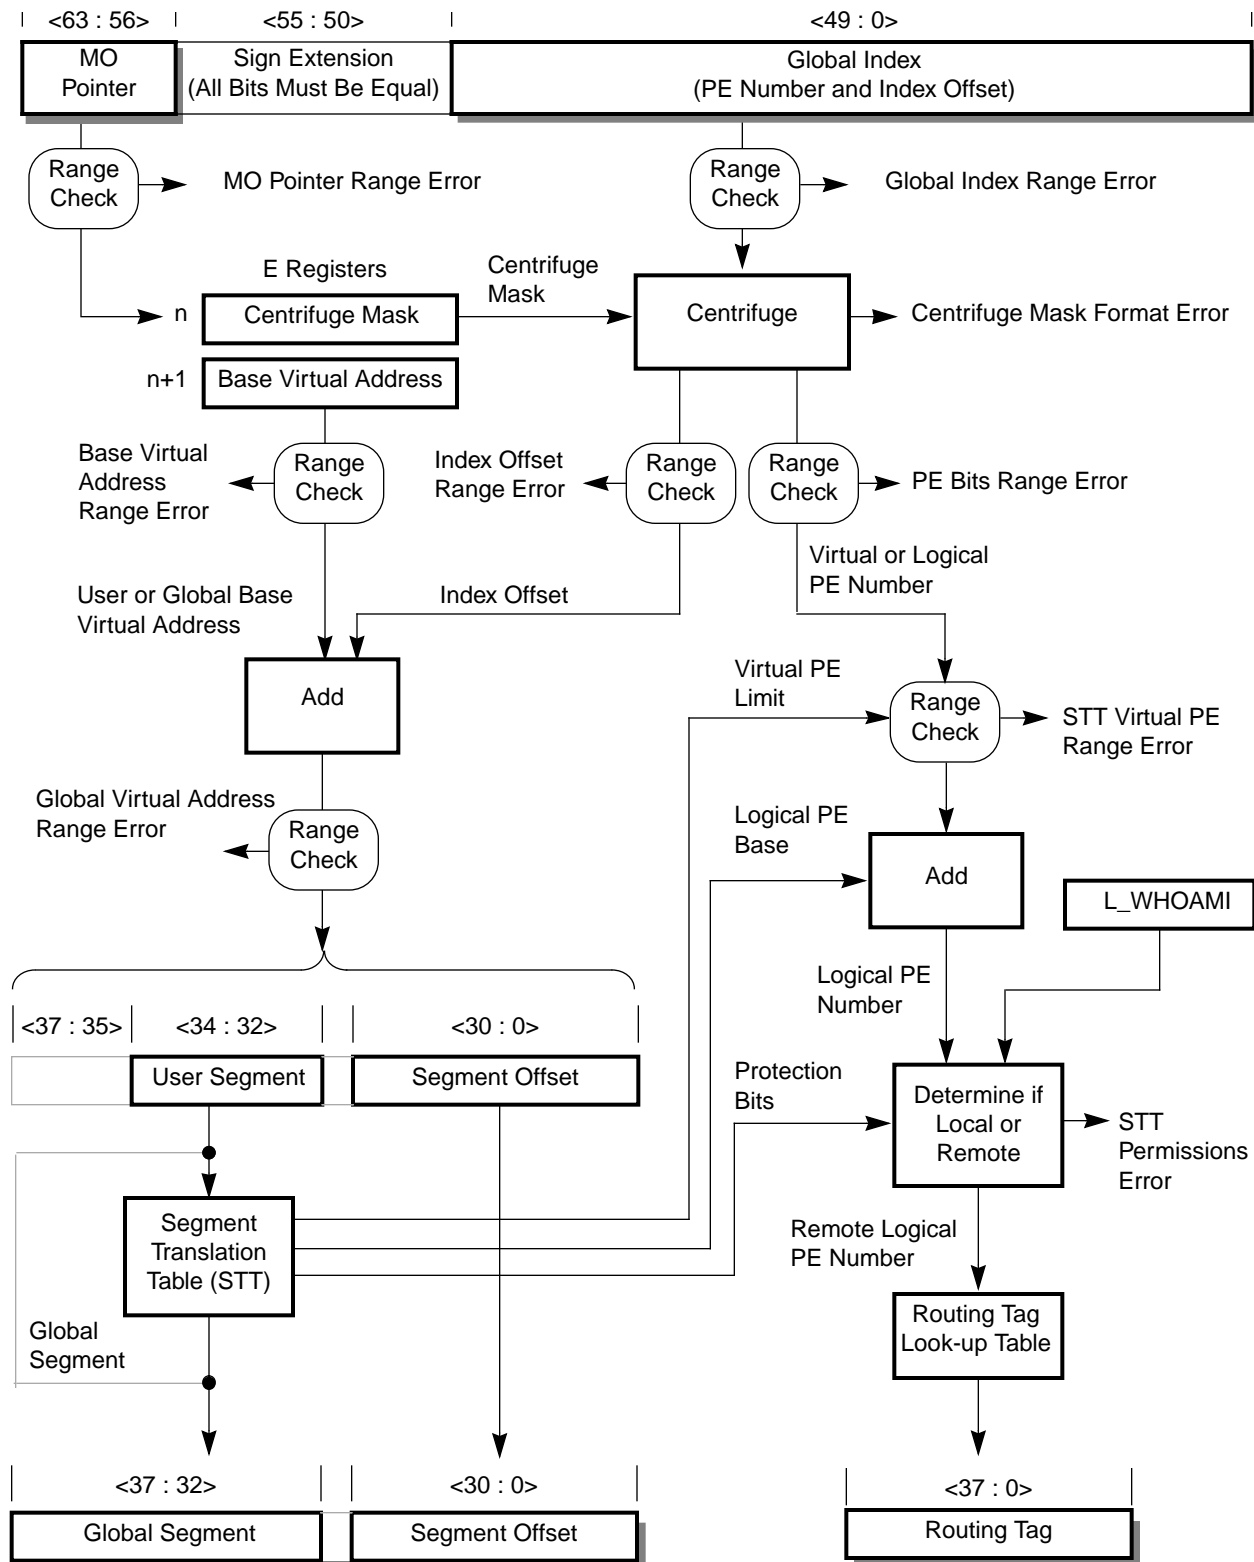 <63 : 56>
<55 : 50>
<49 : 0>
MO
Pointer
Sign Extension
(All Bits Must Be Equal)
Global Index
(PE Number and Index Offset)
Range
Check
MO Pointer Range Error
Range
Check
Global Index Range Error
E Registers
Centrifuge
Mask
n
Centrifuge Mask
Centrifuge
Centrifuge Mask Format Error
n+1
Base Virtual Address
Base Virtual
Address
Range Error
Range
Check
Index Offset
Range Error
Range
Check
Range
Check
PE Bits Range Error
Virtual or Logical
PE Number
User or Global Base
Virtual Address
Index Offset
Add
Virtual PE
Limit
Range
Check
STT Virtual PE
Range Error
Global Virtual Address
Range Error
Range
Check
Logical PE
Base
Add
L_WHOAMI
Logical PE
Number
<37 : 35>
<34 : 32>
<30 : 0>
User Segment
Segment Offset
Protection
Bits
Determine if
Local or
Remote
STT
Permissions
Error
Segment
Translation
Table (STT)
Remote Logical
PE Number
Global
Segment
Routing Tag
Look-up Table
<37 : 32>
<30 : 0>
<37 : 0>
Global Segment
Segment Offset
Routing Tag